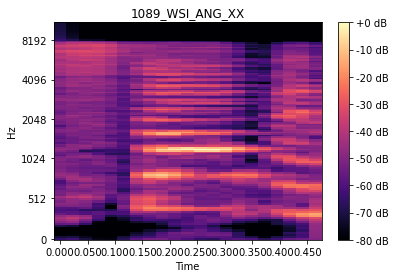 1089_WSI_ANG_XX
+0 dB
8192
-10 dB
4096
-20 dB
-30 dB
2048
Hz
-40 dB
1024
-50 dB
-60 dB
512
-70 dB
0
-80 dB
0.0000.0500.1000.1500.2000.2500.3000.3500.4000.450
Time